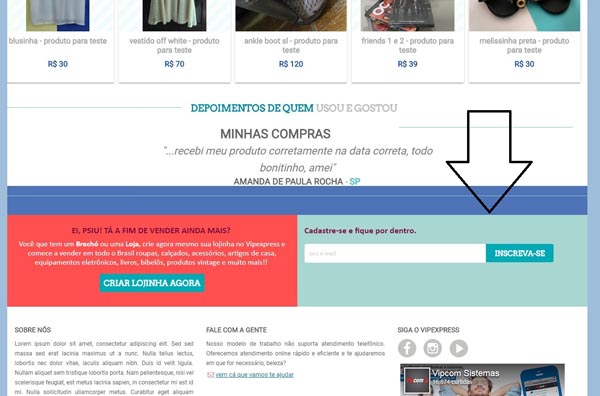 blusinha - produto para teste
R$ 30
vestido off white - produto para teste
R$ 70
ankle boot sl - produto para teste
R$ 120
friends 1 e 2 - produto para teste
R$ 39
melissinha preta - produto para teste
R$ 30
DEPOIMENTOS DE QUEM USOU E GOSTOU
MINHAS COMPRAS
"...recebi meu produto corretamente na data correta, todo
bonitinho, amei"
AMANDA DE PAULA ROCHA - SP
EI, PSIU! TÁ A FIM DE VENDER AINDA MAIS?
Você que tem um Brechó ou uma Loja, crie agora mesmo sua lojinha no Vipexpress e
comece a vender em todo o Brasil roupas, calçados, acessórios, artigos de casa,
equipamentos eletrônicos, livros, bibelôs, produtos vintage e muito mais!!
CRIAR LOJINHA AGORA
Cadastre-se e fique por dentro.
Seu e-mail
INSCREVA-SE
SOBRE NÓS
Lorem ipsum dolor sit amet, consectetur adipiscing elit. Sed sed
massa sed erat lacinia maximus ut a nunc. Nulla tellus lectus,
lobortis nec dolor vitae, iaculis aliquam nibh. Duis id velit ligula.
Nullam aliquet sem tristique lobortis porta. Nam pellentesque, nisl vel
scelerisque feugiat, est metus lacinia sapien, in consectetur mi est id
mi. Nulla sollicitudin ullamcorper metus. Curabitur eget aliquam
FALE COM A GENTE
Nosso modelo de trabalho não suporta atendimento telefônico.
Oferecemos atendimento online rápido e eficiente e te ajudaremos
em que for necessário, beleza?
vem cá que vamos te ajudar
SIGA O VIPEXPRESS
Vipcom Sistemas
16.674 curtidas